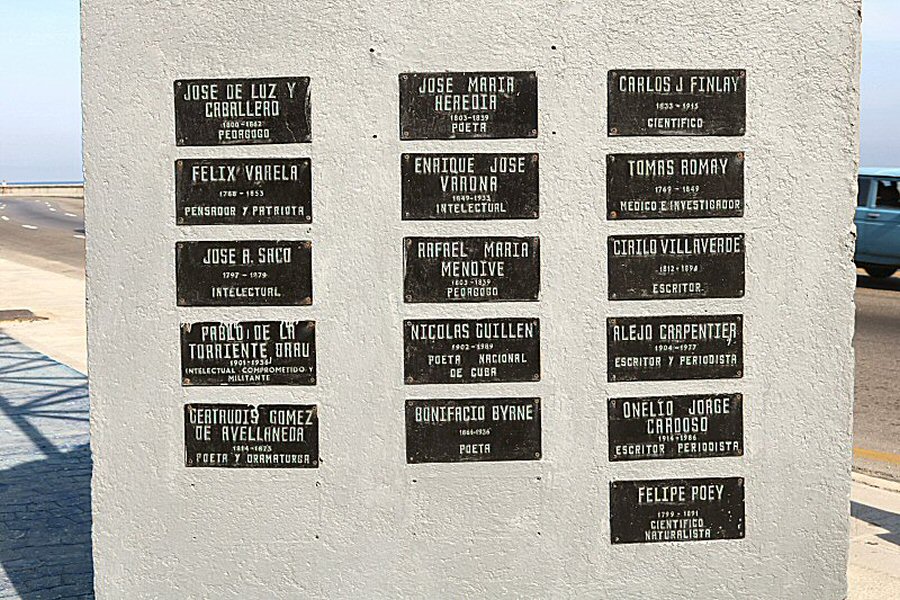 JOSE DE LUZ Y
CABALLERO
1800-1862
PEDAGOGO
FELIX VARELA
1788 - 1853
PENSADOR Y PATRIOTA
JOSE A. SACO
1797 - 1879
INTELECTUAL
PABLO DE LA
TORRIENTE BRAU
1901-1936
INTELECTUAL COMPROMETIDO Y
MILITANTE
GERTRUDIS GOMEZ
DE AVELLANEDA
1814-1873
POETA Y DRAMATURGA
JOSE MARIA
HEREDIA
1803-1839
POETA
ENRIQUE JOSE
VARONA
1849-1933
INTELECTUAL
RAFAEL MARIA
MENDIVE
1803-1839
PEDAGOGO
NICOLAS GUILLEN
1902-1989
POETA NACIONAL
DE CUBA
BONIFACIO BYRNE
1861-1936
POETA
CARLOS J FINLAY
1833 - 1915
CIENTIFICO
TOMAS ROMAY
1769 - 1849
MEDICO E INVESTIGADOR
CIRILO VILLAVERDE
1812-1894
ESCRITOR
ALEJO CARPENTIER
1904-1977
ESCRITOR Y PERIODISTA
ONELIO JORGE
CARDOSO
1914-1986
ESCRITOR PERIODISTA
FELIPE POEY
1799 - 1891
CIENTIFICO
NATURALISTA